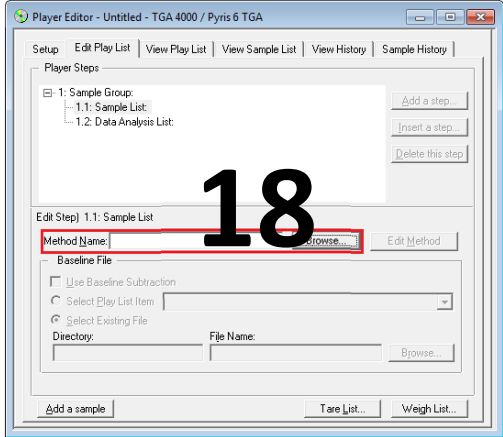 Player Editor - Untitled - TGA 4000 / Pyris 6 TGA
Setup Edit Play List View Play List View Sample List View History Sample History
Player Steps
1: Sample Group:
1.1: Sample List:
1.2: Data Analysis List:
Add a step...
Insert a step...
Delete this step
18
Edit Step) 1.1: Sample List
Method Name: Browse... Edit Method
Baseline File
Use Baseline Subtraction
Select Play List Item
Select Existing File
Directory: File Name:
Browse...
Add a sample Tare List... Weigh List...